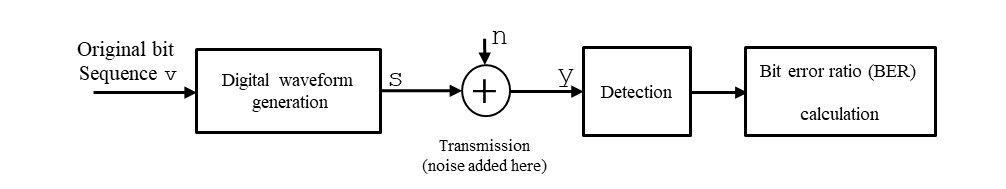 Original bit
Sequence v
Digital waveform
generation
s
n
+
Transmission
(noise added here)
y
Detection
Bit error ratio (BER)
calculation